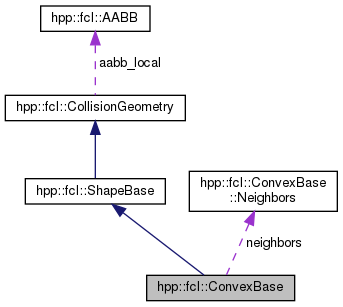 hpp::fcl::AABB
aabb_local
hpp::fcl::CollisionGeometry
hpp::fcl::ShapeBase
hpp::fcl::ConvexBase
::Neighbors
neighbors
hpp::fcl::ConvexBase